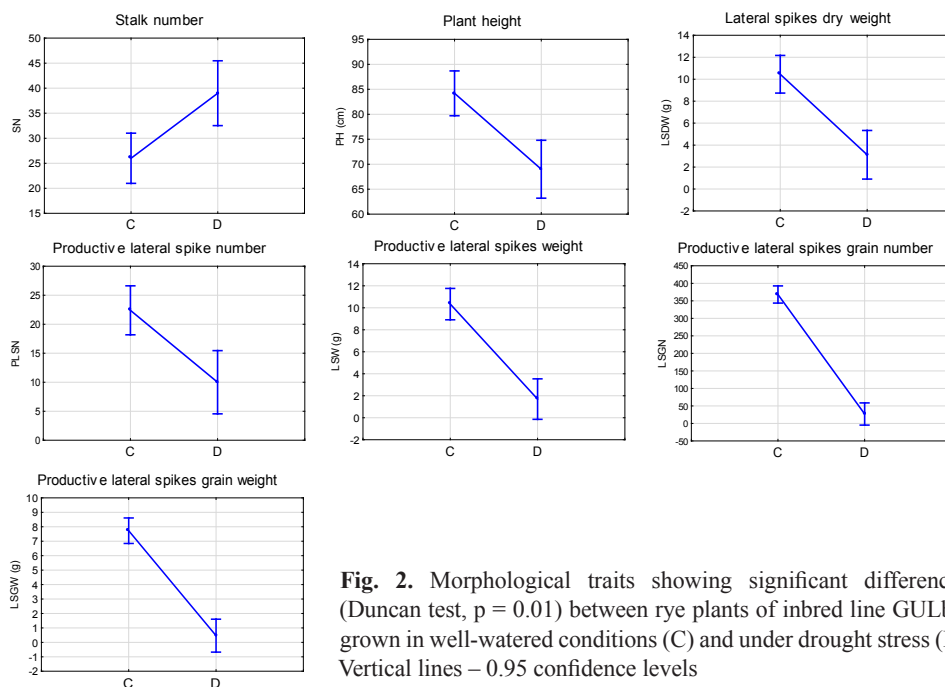 Stalk number
50
45
40
35
30
25
20
15
SN
C D
Plant height
95
90
85
80
75
70
65
60
PH (cm)
C D
Lateral spikes dry weight
14
12
10
8
6
4
2
0
-2
LSDW (g)
C D
Productive lateral spike number
30
25
20
15
10
5
0
PLSN
C D
Productive lateral spikes weight
14
12
10
8
6
4
2
0
-2
LSW (g)
C D
Productive lateral spikes grain number
450
400
350
300
250
200
150
100
50
0
-50
LSGN
C D
Productive lateral spikes grain weight
10
9
8
7
6
5
4
3
2
1
0
-1
-2
LSGW (g)
C D
Fig. 2. Morphological traits showing significant differenc
(Duncan test, p = 0.01) between rye plants of inbred line
grown in well-watered conditions (C) and under drought stress
Vertical lines – 0.95 confidence levels